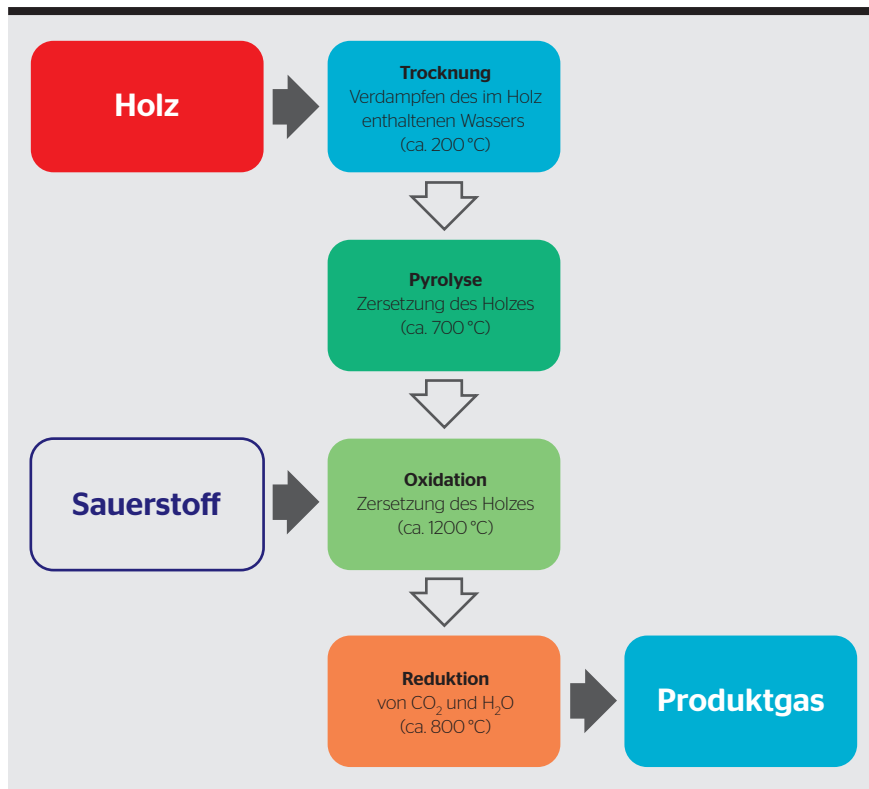 Holz
Trocknung
Verdampfen des im Holz
enthaltenen Wassers
(ca. 200 °C)
Pyrolyse
Zersetzung des Holzes
(ca. 700 °C)
Sauerstoff
Oxidation
Zersetzung des Holzes
(ca. 1200 °C)
Reduktion
von CO₂ und H₂O
(ca. 800 °C)
Produktgas